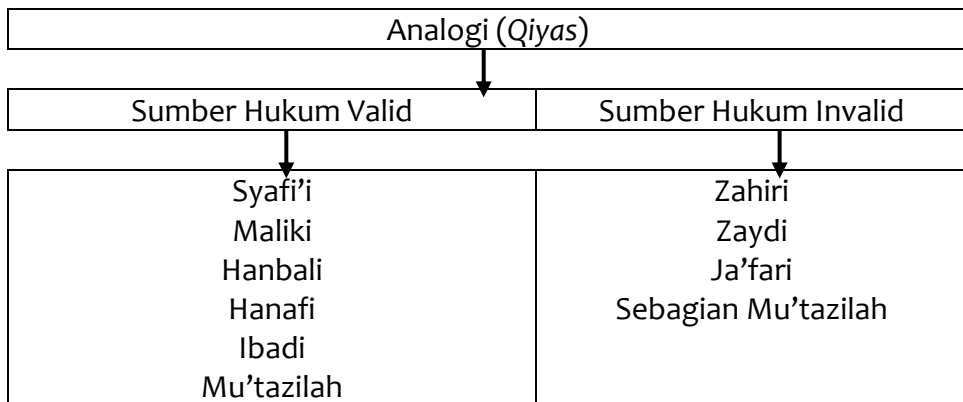 Analogi (Qiyas)
Sumber Hukum Valid
Sumber Hukum Invalid
Syafi’i
Maliki
Hanbali
Hanafi
Ibadi
Mu’tazilah
Zahiri
Zaydi
Ja’fari
Sebagian Mu’tazilah